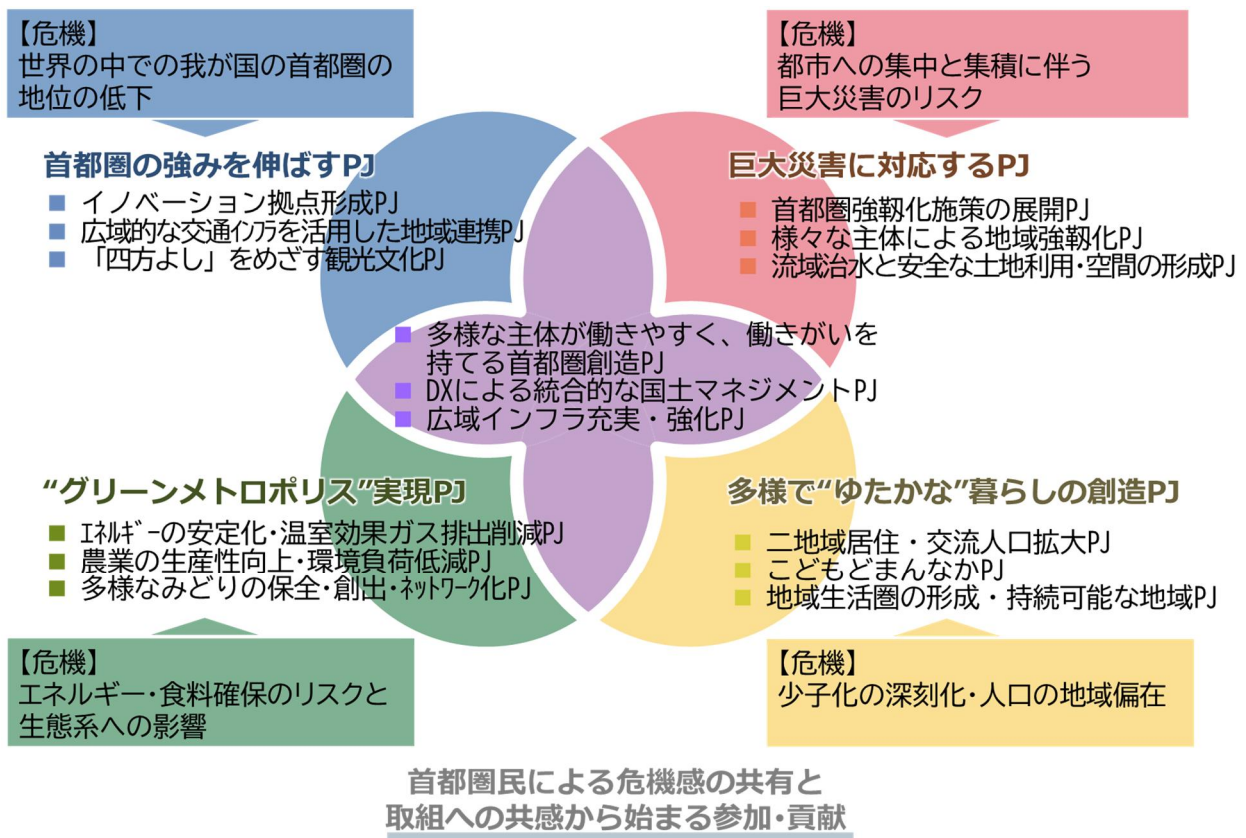 【危機】
世界の中での我が国の首都圏の
地位の低下
首都圏の強みを伸ばすPJ
■ イノベーション拠点形成PJ
■ 広域的な交通ｲﾝﾌﾗを活用した地域連携PJ
■ 「四方よし」をめざす観光文化PJ
【危機】
都市への集中と集積に伴う
巨大災害のリスク
巨大災害に対応するPJ
■ 首都圏強靱化施策の展開PJ
■ 様々な主体による地域強靱化PJ
■ 流域治水と安全な土地利用･空間の形成PJ
■ 多様な主体が働きやすく、働きがいを
持てる首都圏創造PJ
■ DXによる統合的な国土マネジメントPJ
■ 広域インフラ充実・強化PJ
“グリーンメトロポリス”実現PJ
■ ｴﾈﾙｷﾞｰの安定化･温室効果ガス排出削減PJ
■ 農業の生産性向上･環境負荷低減PJ
■ 多様なみどりの保全･創出･ﾈｯﾄﾜｰｸ化PJ
【危機】
エネルギー･食料確保のリスクと
生態系への影響
多様で“ゆたかな”暮らしの創造PJ
■ 二地域居住・交流人口拡大PJ
■ こどもどまんなかPJ
■ 地域生活圏の形成・持続可能な地域PJ
【危機】
少子化の深刻化･人口の地域偏在
首都圏民による危機感の共有と
取組への共感から始まる参加･貢献